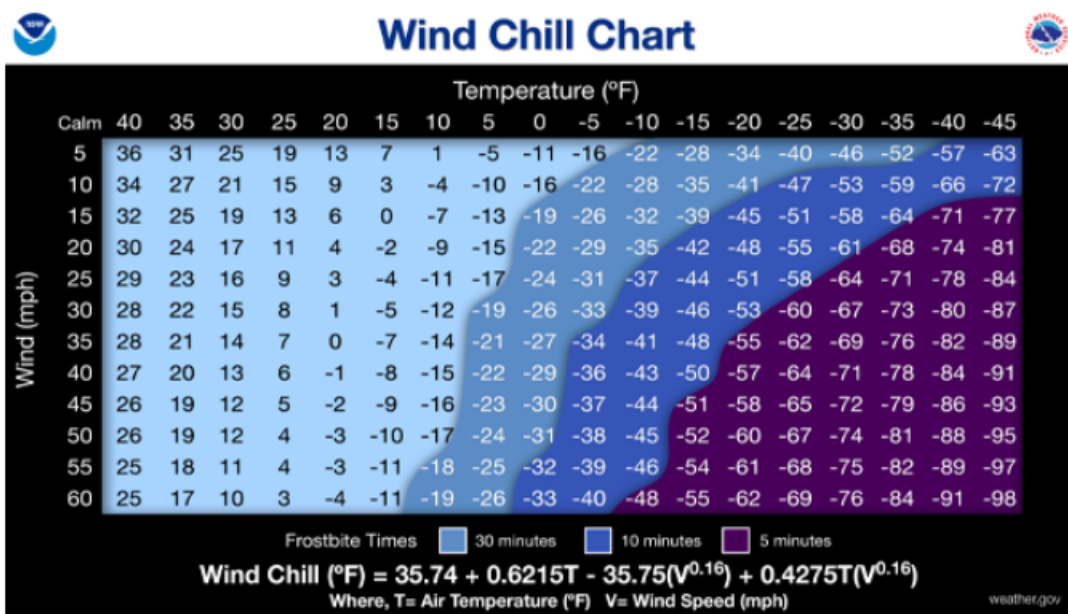 Wind Chill Chart
Temperature (ºF)
Calm 40 35 30 25 20 15 10 5 0 -5 -10 -15 -20 -25 -30 -35 -40 -45
5 36 31 25 19 13 7 1 -5 -11 -16 -22 -28 -34 -40 -46 -52 -57 -63
10 34 27 21 15 9 3 -4 -10 -16 -22 -28 -35 -41 -47 -53 -59 -66 -72
15 32 25 19 13 6 0 -7 -13 -19 -26 -32 -39 -45 -51 -58 -64 -71 -77
20 30 24 17 11 4 -2 -9 -15 -22 -29 -35 -42 -48 -55 -61 -68 -74 -81
25 29 23 16 9 3 -4 -11 -17 -24 -31 -37 -44 -51 -58 -64 -71 -78 -84
30 28 22 15 8 1 -5 -12 -19 -26 -33 -39 -46 -53 -60 -67 -73 -80 -87
35 28 21 14 7 0 -7 -14 -21 -27 -34 -41 -48 -55 -62 -69 -76 -82 -89
40 27 20 13 6 -1 -8 -15 -22 -29 -36 -43 -50 -57 -64 -71 -78 -84 -91
45 26 19 12 5 -2 -9 -16 -23 -30 -37 -44 -51 -58 -65 -72 -79 -86 -93
50 26 19 12 4 -3 -10 -17 -24 -31 -38 -45 -52 -60 -67 -74 -81 -88 -95
55 25 18 11 4 -3 -11 -18 -25 -32 -39 -46 -54 -61 -68 -75 -82 -89 -97
60 25 17 10 3 -4 -11 -19 -26 -33 -40 -48 -55 -62 -69 -76 -84 -91 -98
Wind (mph)
Frostbite Times 30 minutes 10 minutes 5 minutes
Wind Chill (ºF) = 35.74 + 0.6215T - 35.75(V0.16) + 0.4275T(V0.16)
Where, T= Air Temperature (ºF) V= Wind Speed (mph)
weather.gov